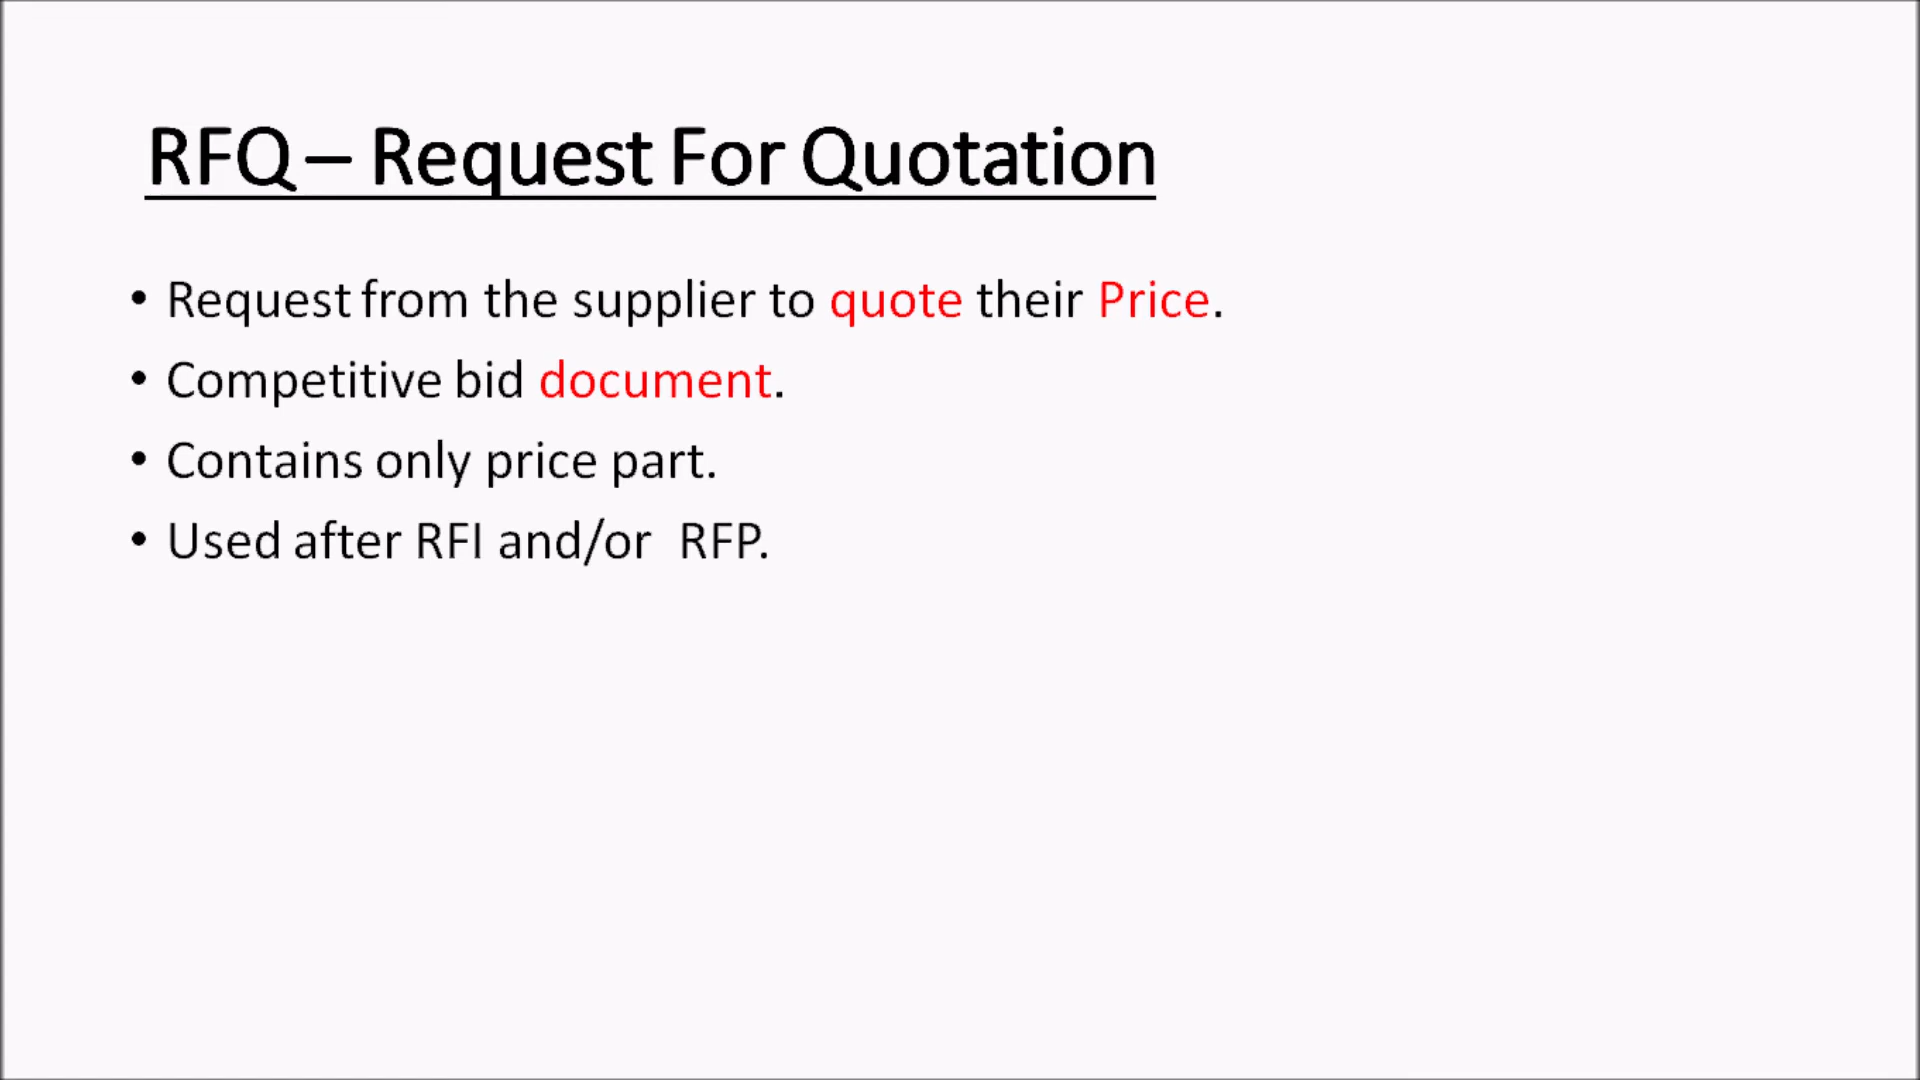 RFQ – Request For Quotation
• Request from the supplier to quote their Price.
• Competitive bid document.
• Contains only price part.
• Used after RFI and/or  RFP.